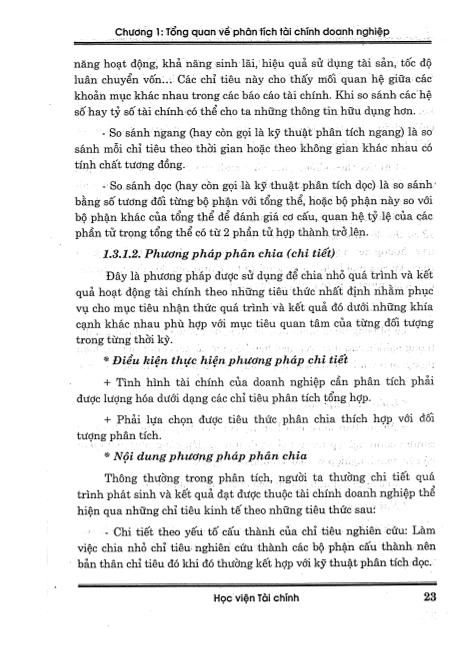 Chương 1: Tổng quan về phân tích tài chính doanh nghiệp
năng hoạt động, khả năng sinh lãi, hiệu quả sử dụng tài sản, tốc độ
luân chuyển vốn... Các chỉ tiêu này cho thấy mối quan hệ giữa các
khoản mục khác nhau trong các báo cáo tài chính. Khi so sánh các hệ
số hay tỷ số tài chính có thể cho ta những thông tin hữu dụng hơn.
- So sánh ngang (hay còn gọi là kỹ thuật phân tích ngang) là so
sánh mỗi chỉ tiêu theo thời gian hoặc theo không gian khác nhau có
tính chất tương đồng.
- So sánh dọc (hay còn gọi là kỹ thuật phân tích dọc) là so sánh
bằng số tương đối từng bộ phận với tổng thể, hoặc bộ phận này so với
bộ phận khác của tổng thể để đánh giá cơ cấu, quan hệ tỷ lệ của các
phần tử trong tổng thể có từ 2 phần tử hợp thành trở lên.
1.3.1.2. Phương pháp phân chia (chi tiết)
Đây là phương pháp được sử dụng để chia nhỏ quá trình và kết
quả hoạt động tài chính theo những tiêu thức nhất định nhằm phục
vụ cho mục tiêu nhận thức quá trình và kết quả đó dưới những khía
cạnh khác nhau phù hợp với mục tiêu quan tâm của từng đối tượng
trong từng thời kỳ.
* Điều kiện thực hiện phương pháp chi tiết
+ Tình hình tài chính của doanh nghiệp cần phân tích phải
được lượng hóa dưới dạng các chỉ tiêu phân tích tổng hợp.
+ Phải lựa chọn được tiêu thức phân chia thích hợp với đối
tượng phân tích.
* Nội dung phương pháp phân chia
Thông thường trong phân tích, người ta thường chi tiết quá
trình phát sinh và kết quả đạt được thuộc tài chính doanh nghiệp thể
hiện qua những chỉ tiêu kinh tế theo những tiêu thức sau:
- Chi tiết theo yếu tố cấu thành của chỉ tiêu nghiên cứu: Làm
việc chia nhỏ chỉ tiêu nghiên cứu thành các bộ phận cấu thành nên
bản thân chỉ tiêu đó khi đó thường kết hợp với kỹ thuật phân tích dọc.
Học viện Tài chính 23